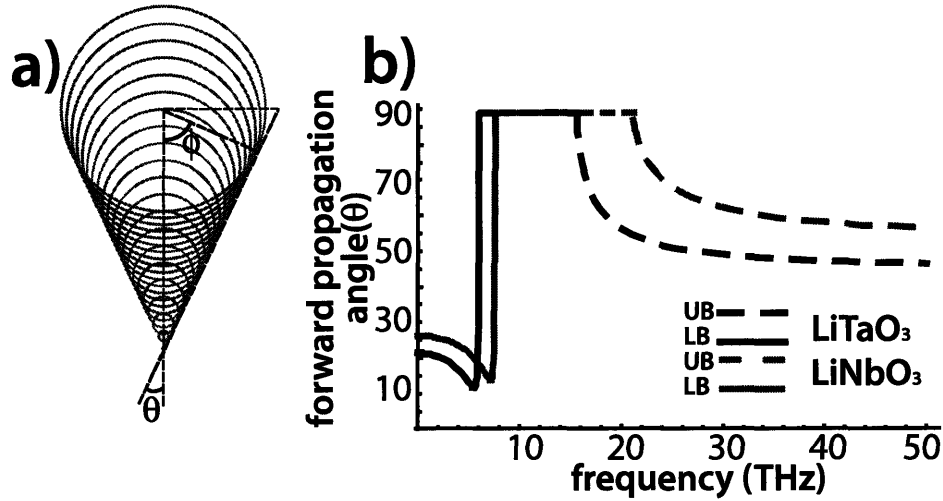 a)
ϕ
θ
b)
forward propagation
angle(θ)
90
70
50
30
10
10 20 30 40 50
frequency (THz)
UB
LB
LiTaO₃
UB
LB
LiNbO₃